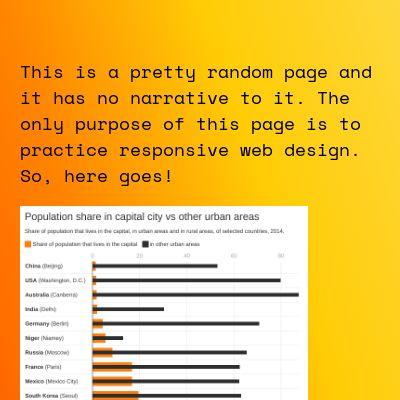 This is a pretty random page and
it has no narrative to it. The
only purpose of this page is to
practice responsive web design.
So, here goes!
Population share in capital city vs other urban areas
Share of population that lives in the capital, in urban areas and in rural areas, of selected countries, 2014.
Share of population that lives in the capital in other urban areas
0 20 40 60 80
China (Beijing)
USA (Washington, D.C.)
Australia (Canberra)
India (Delhi)
Germany (Berlin)
Niger (Niamey)
Russia (Moscow)
France (Paris)
Mexico (Mexico City)
South Korea (Seoul)